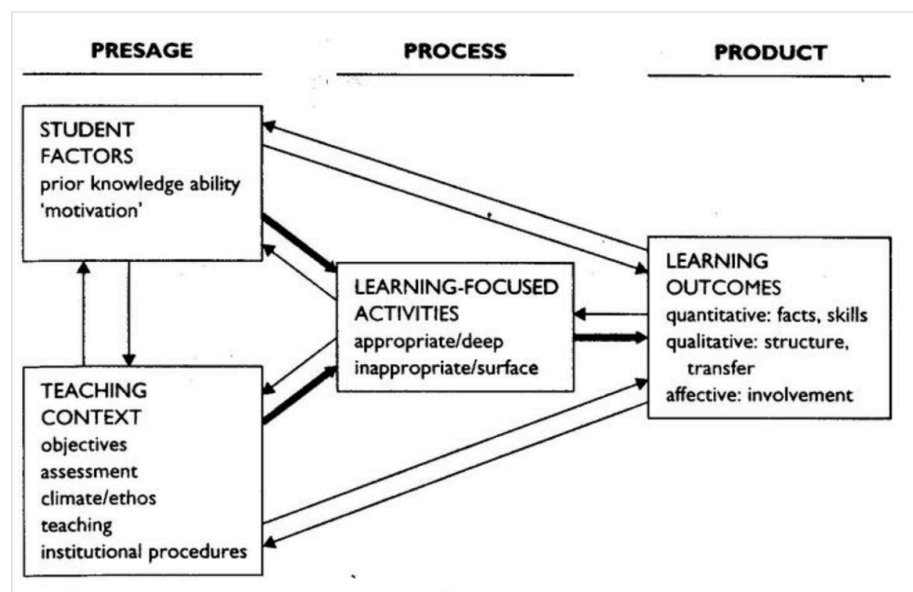 PRESAGE
PROCESS
PRODUCT
STUDENT
FACTORS
prior knowledge ability
'motivation'
LEARNING-FOCUSED
ACTIVITIES
appropriate/deep
inappropriate/surface
LEARNING
OUTCOMES
quantitative: facts, skills
qualitative: structure,
transfer
affective: involvement
TEACHING
CONTEXT
objectives
assessment
climate/ethos
teaching
institutional procedures